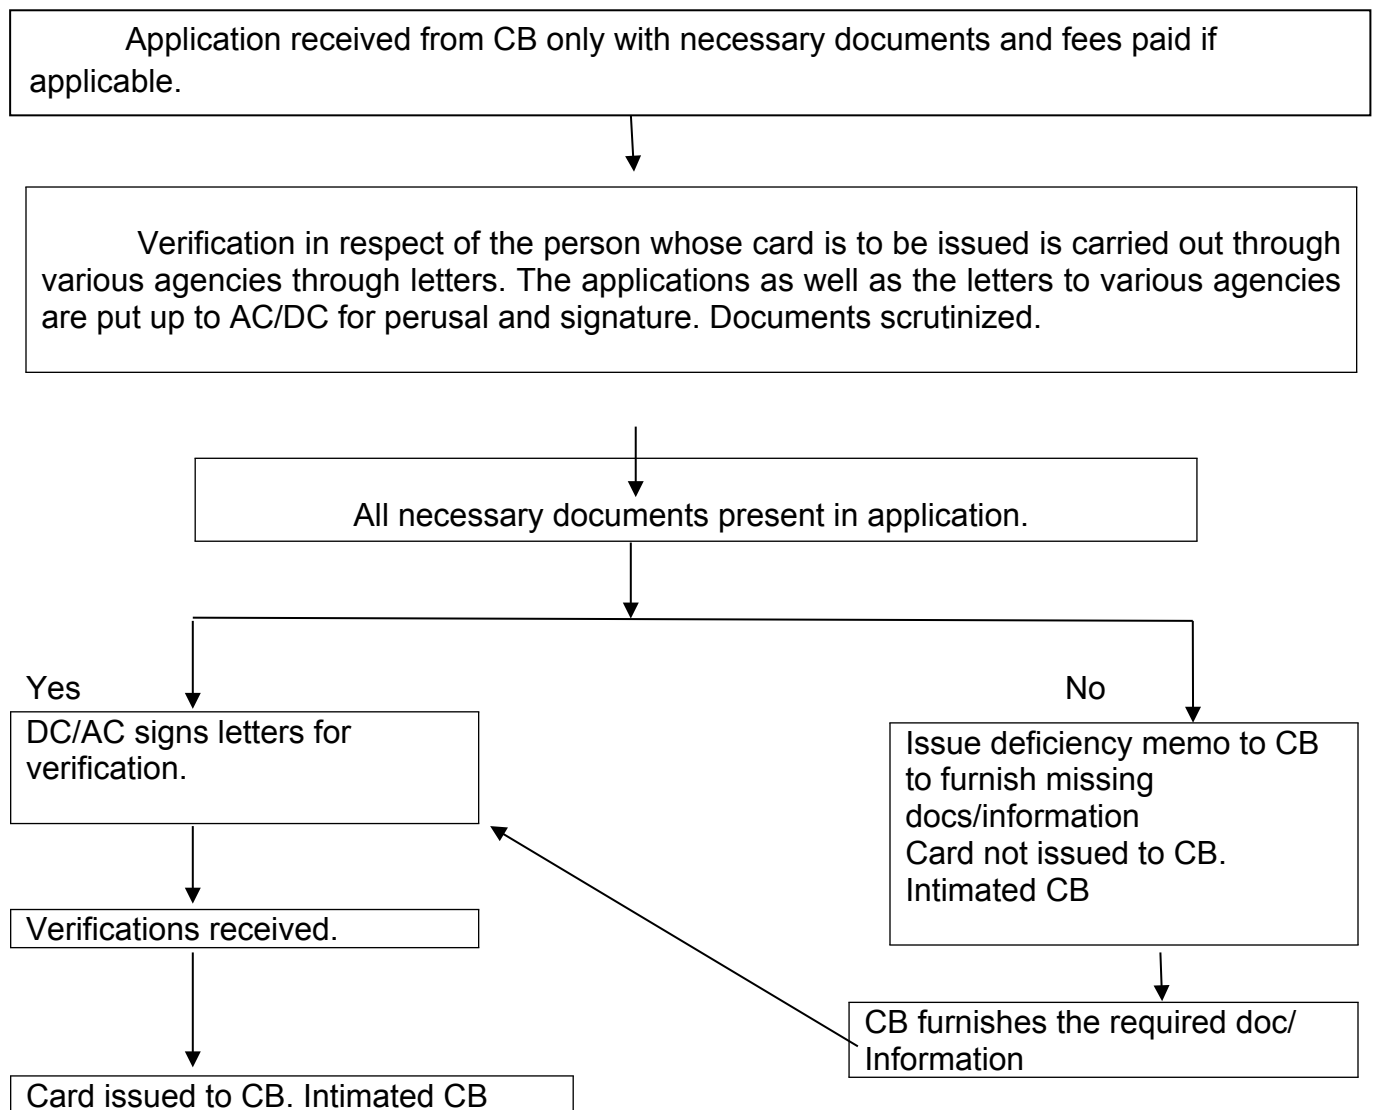 Application received from CB only with necessary documents and fees paid if
applicable.
Verification in respect of the person whose card is to be issued is carried out through
various agencies through letters. The applications as well as the letters to various agencies
are put up to AC/DC for perusal and signature. Documents scrutinized.
All necessary documents present in application.
Yes
No
DC/AC signs letters for
verification.
Issue deficiency memo to CB
to furnish missing
docs/information
Card not issued to CB.
Intimated CB
Verifications received.
CB furnishes the required doc/
Information
Card issued to CB. Intimated CB